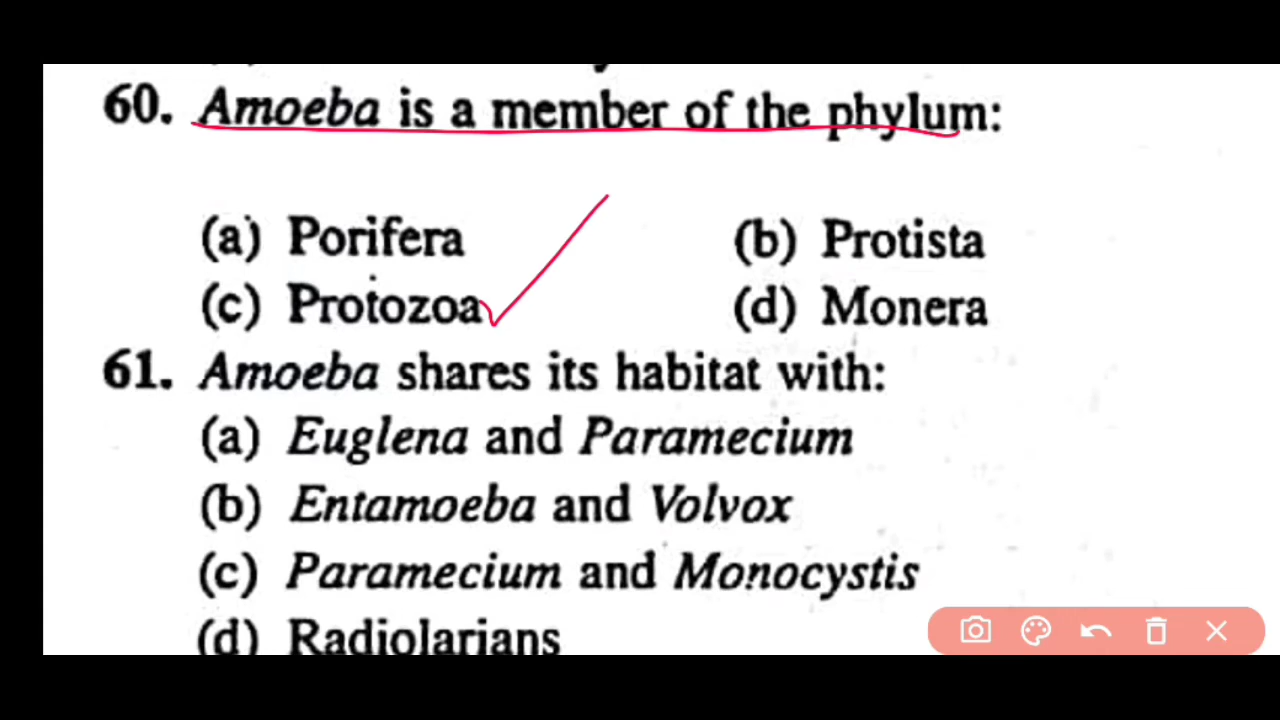 60. Amoeba is a member of the phylum:
(a) Porifera (b) Protista
(c) Protozoa (d) Monera
61. Amoeba shares its habitat with:
(a) Euglena and Paramecium
(b) Entamoeba and Volvox
(c) Paramecium and Monocystis
(d) Radiolarians